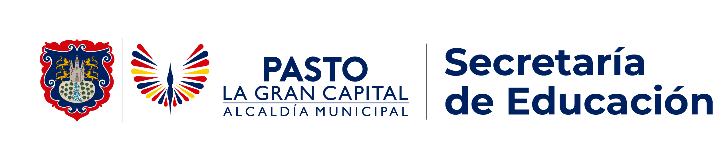 PASTO
LA GRAN CAPITAL
ALCALDÍA MUNICIPAL
Secretaría
de Educación